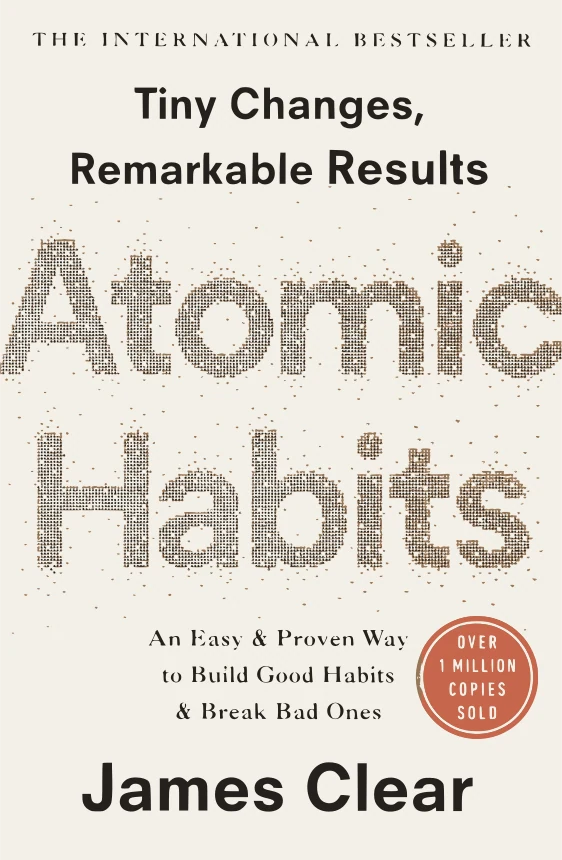 THE INTERNATIONAL BESTSELLER
Tiny Changes,
Remarkable Results
Atomic
Habits
An Easy & Proven Way
to Build Good Habits
& Break Bad Ones
OVER
1 MILLION
COPIES
SOLD
James Clear